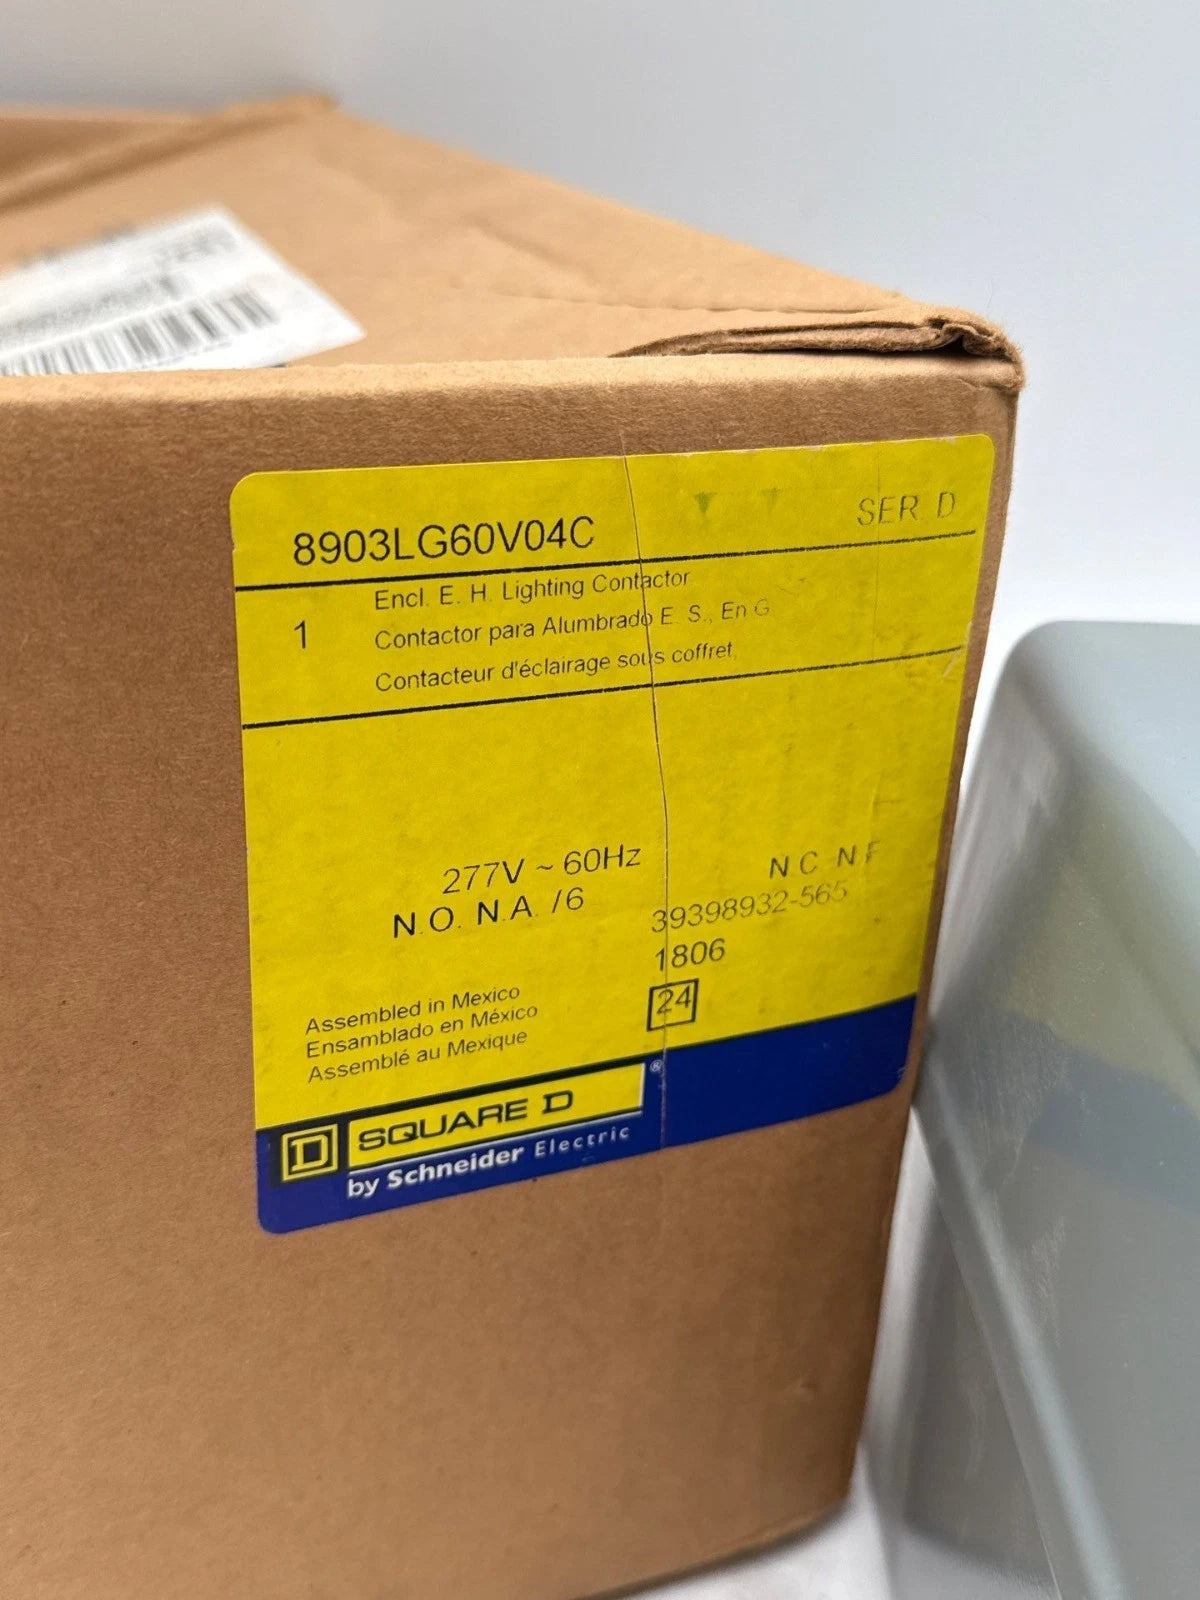 8903LG60V04C
SER. D
1
Encl. E. H. Lighting Contactor
Contactor para Alumbrado E. S., En G
Contacteur d'éclairage sous coffret,
277V ~ 60Hz
N.O. N.A. /6
N C N F
39398932-565
1806
24
Assembled in Mexico
Ensamblado en México
Assemblé au Mexique
D SQUARE D ®
by Schneider Electric